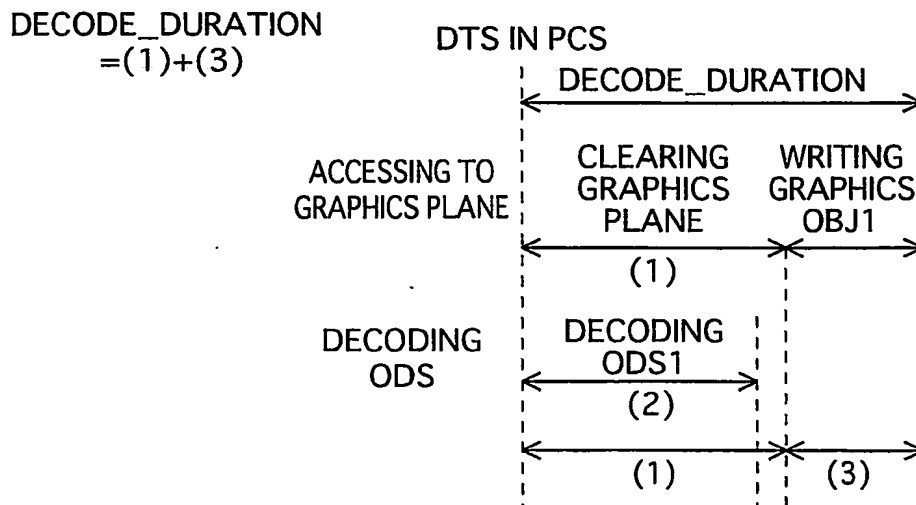 DECODE_DURATION
=(1)+(3)
DTS IN PCS
DECODE_DURATION
ACCESSING TO
GRAPHICS PLANE
CLEARING
GRAPHICS
PLANE
WRITING
GRAPHICS
OBJ1
(1)
DECODING
ODS
DECODING
ODS1
(2)
(1)
(3)